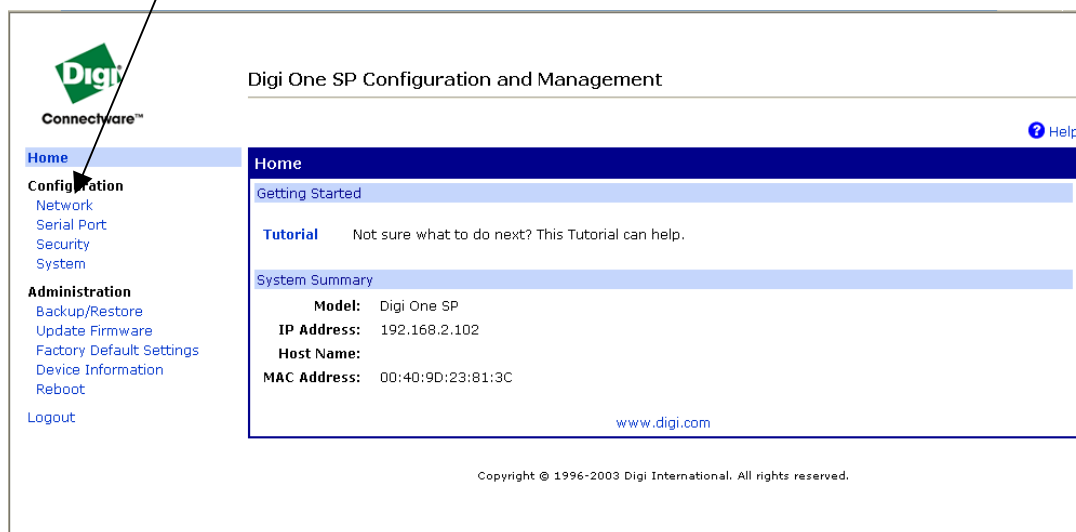 Digi
Connectware™
Digi One SP Configuration and Management
Help
Home
Configuration
Network
Serial Port
Security
System
Administration
Backup/Restore
Update Firmware
Factory Default Settings
Device Information
Reboot
Logout
Home
Getting Started
Tutorial Not sure what to do next? This Tutorial can help.
System Summary
Model: Digi One SP
IP Address: 192.168.2.102
Host Name:
MAC Address: 00:40:9D:23:81:3C
www.digi.com
Copyright © 1996-2003 Digi International. All rights reserved.